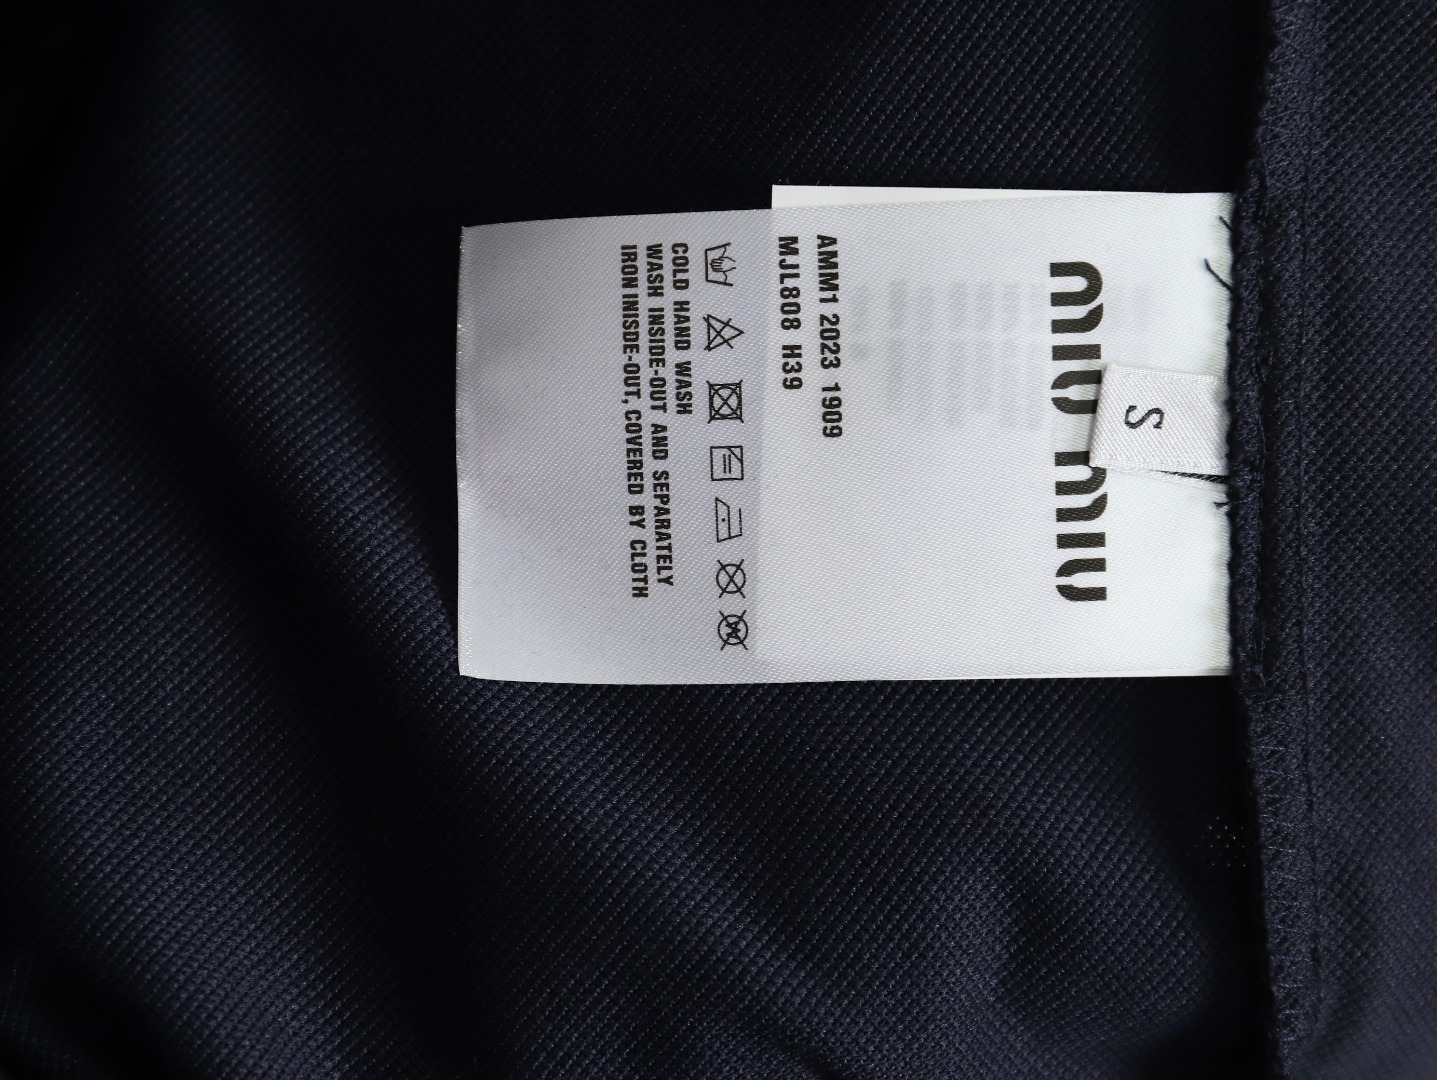 miu miu
S
AMM1 2023 1909
MJL808 H39
COLD HAND WASH
WASH INSIDE-OUT AND SEPARATELY
IRON INISDE-OUT, COVERED BY CLOTH